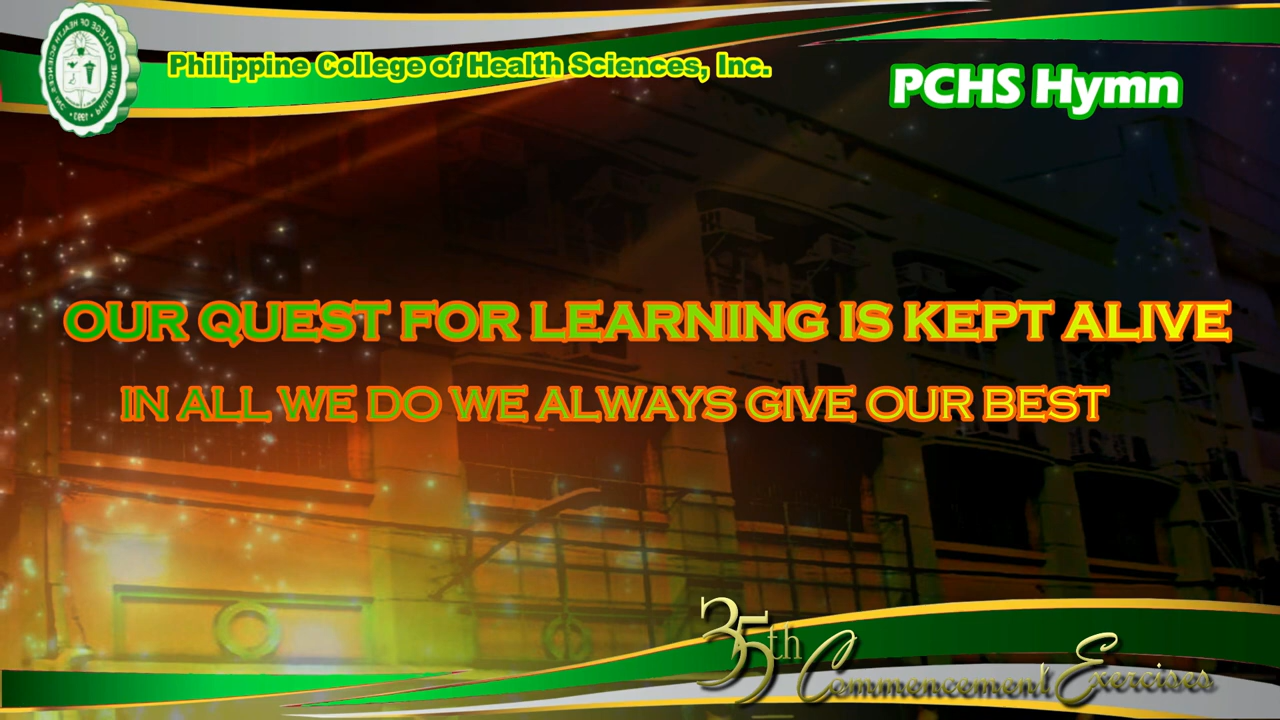 Philippine College of Health Sciences, Inc.
PCHS Hymn
OUR QUEST FOR LEARNING IS KEPT ALIVE
IN ALL WE DO WE ALWAYS GIVE OUR BEST
35th Commencement Exercises